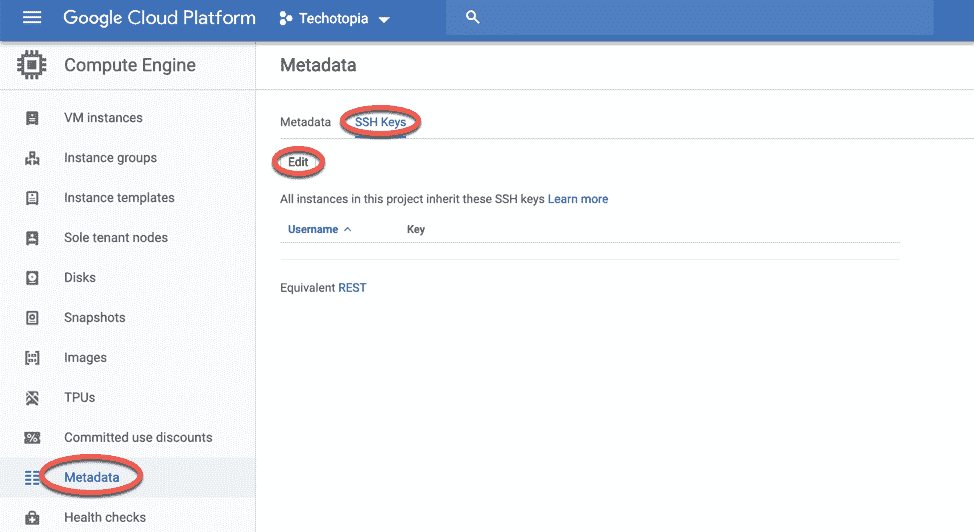 Google Cloud Platform Techotopia
Compute Engine
VM instances
Instance groups
Instance templates
Sole tenant nodes
Disks
Snapshots
Images
TPUs
Committed use discounts
Metadata
Health checks
Metadata
Metadata SSH Keys
Edit
All instances in this project inherit these SSH keys Learn more
Username Key
Equivalent REST